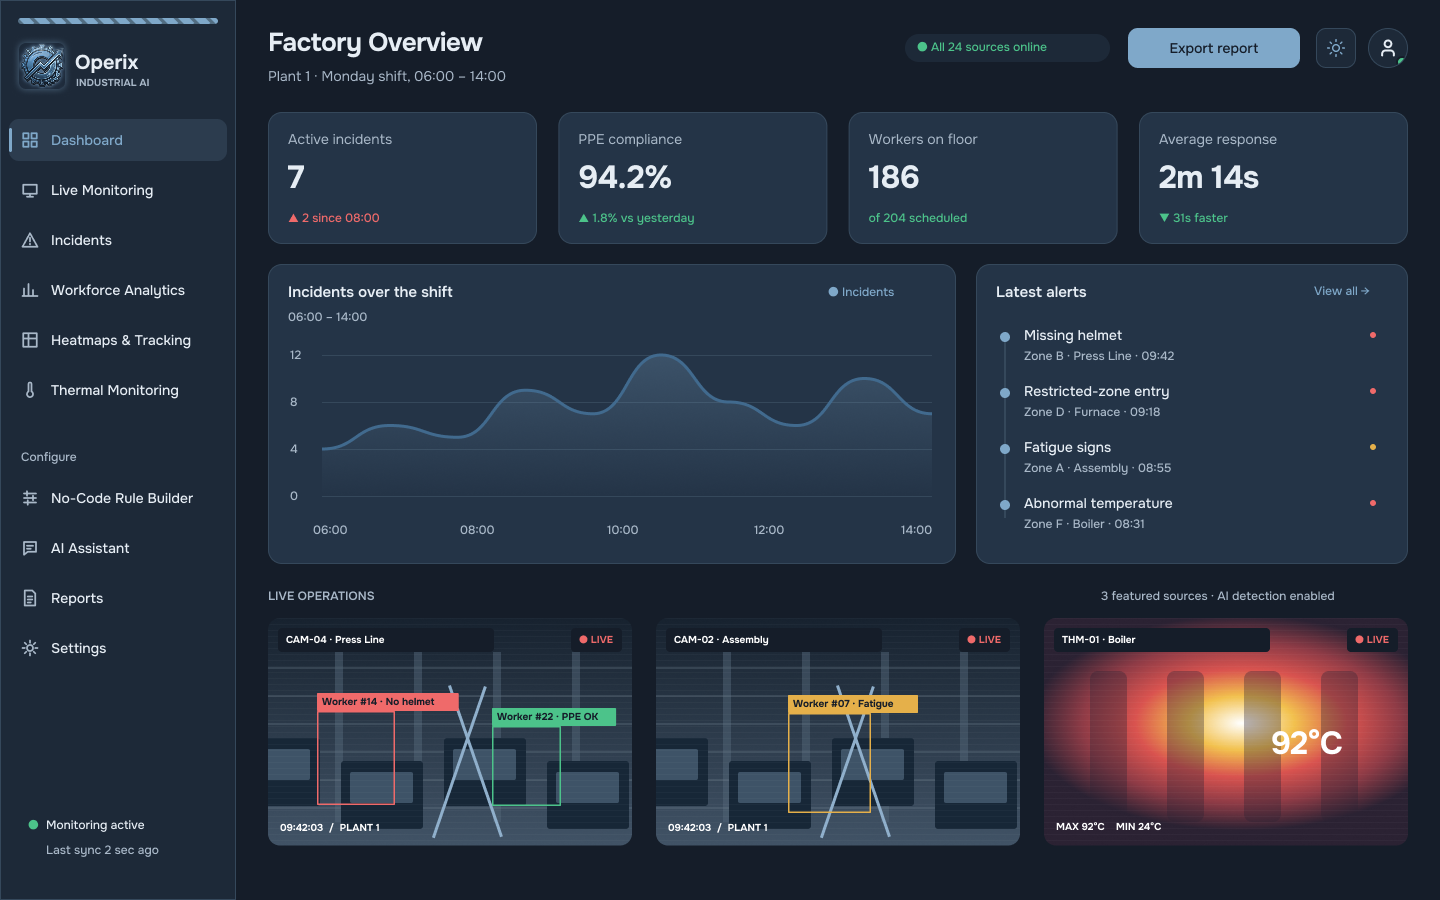 Operix
INDUSTRIAL AI
Dashboard
Live Monitoring
Incidents
Workforce Analytics
Heatmaps & Tracking
Thermal Monitoring
Configure
No-Code Rule Builder
AI Assistant
Reports
Settings
Monitoring active
Last sync 2 sec ago
Factory Overview
Plant 1 · Monday shift, 06:00 – 14:00
All 24 sources online
Export report
Active incidents
7
▲ 2 since 08:00
PPE compliance
94.2%
▲ 1.8% vs yesterday
Workers on floor
186
of 204 scheduled
Average response
2m 14s
▼ 31s faster
Incidents over the shift
06:00 – 14:00
Incidents
12
8
4
0
06:00 08:00 10:00 12:00 14:00
Latest alerts
View all →
Missing helmet
Zone B · Press Line · 09:42
Restricted-zone entry
Zone D · Furnace · 09:18
Fatigue signs
Zone A · Assembly · 08:55
Abnormal temperature
Zone F · Boiler · 08:31
LIVE OPERATIONS
3 featured sources · AI detection enabled
CAM-04 · Press Line
LIVE
Worker #14 · No helmet
Worker #22 · PPE OK
09:42:03 / PLANT 1
CAM-02 · Assembly
LIVE
Worker #07 · Fatigue
09:42:03 / PLANT 1
THM-01 · Boiler
LIVE
92°C
MAX 92°C MIN 24°C